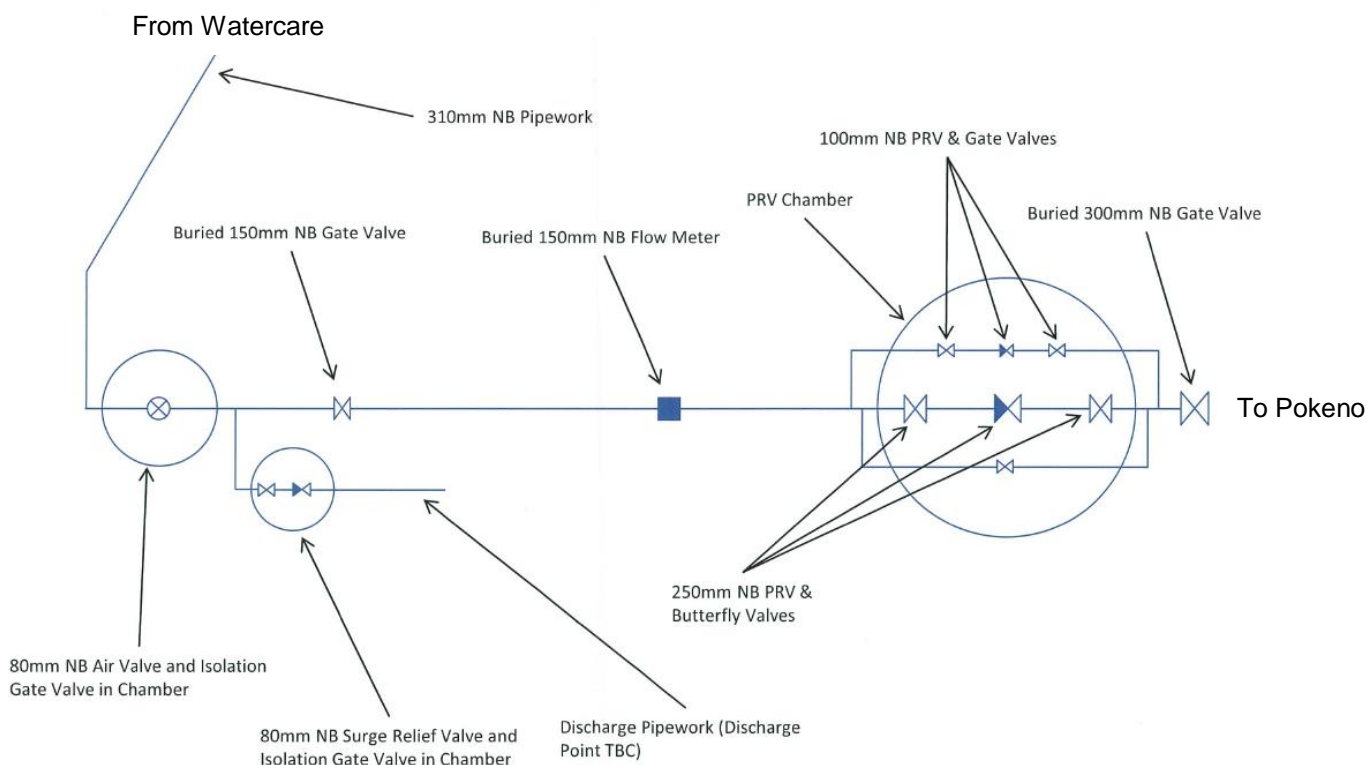 From Watercare
310mm NB Pipework
100mm NB PRV & Gate Valves
PRV Chamber
Buried 300mm NB Gate Valve
Buried 150mm NB Gate Valve
Buried 150mm NB Flow Meter
To Pokeno
250mm NB PRV &
Butterfly Valves
80mm NB Air Valve and Isolation
Gate Valve in Chamber
80mm NB Surge Relief Valve and
Isolation Gate Valve in Chamber
Discharge Pipework (Discharge
Point TBC)